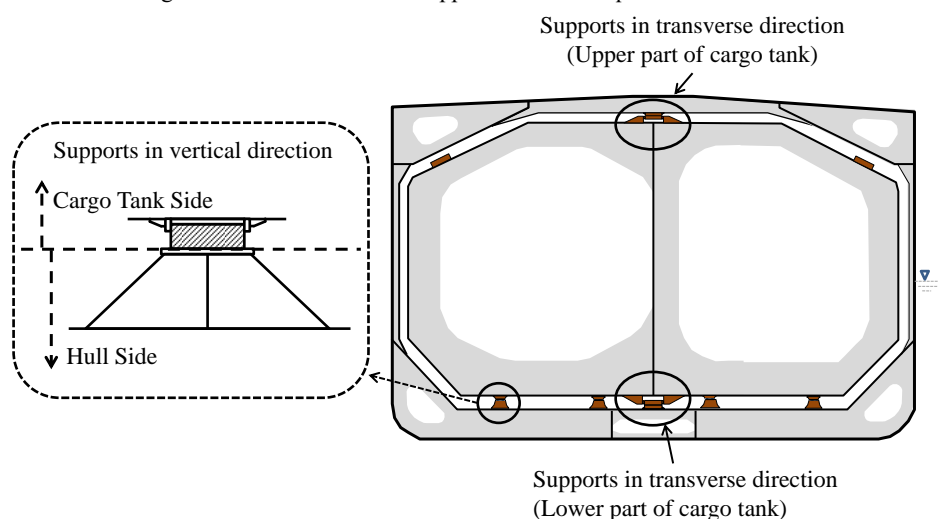 Supports in transverse direction
(Upper part of cargo tank)
Supports in vertical direction
Cargo Tank Side
Hull Side
Supports in transverse direction
(Lower part of cargo tank)